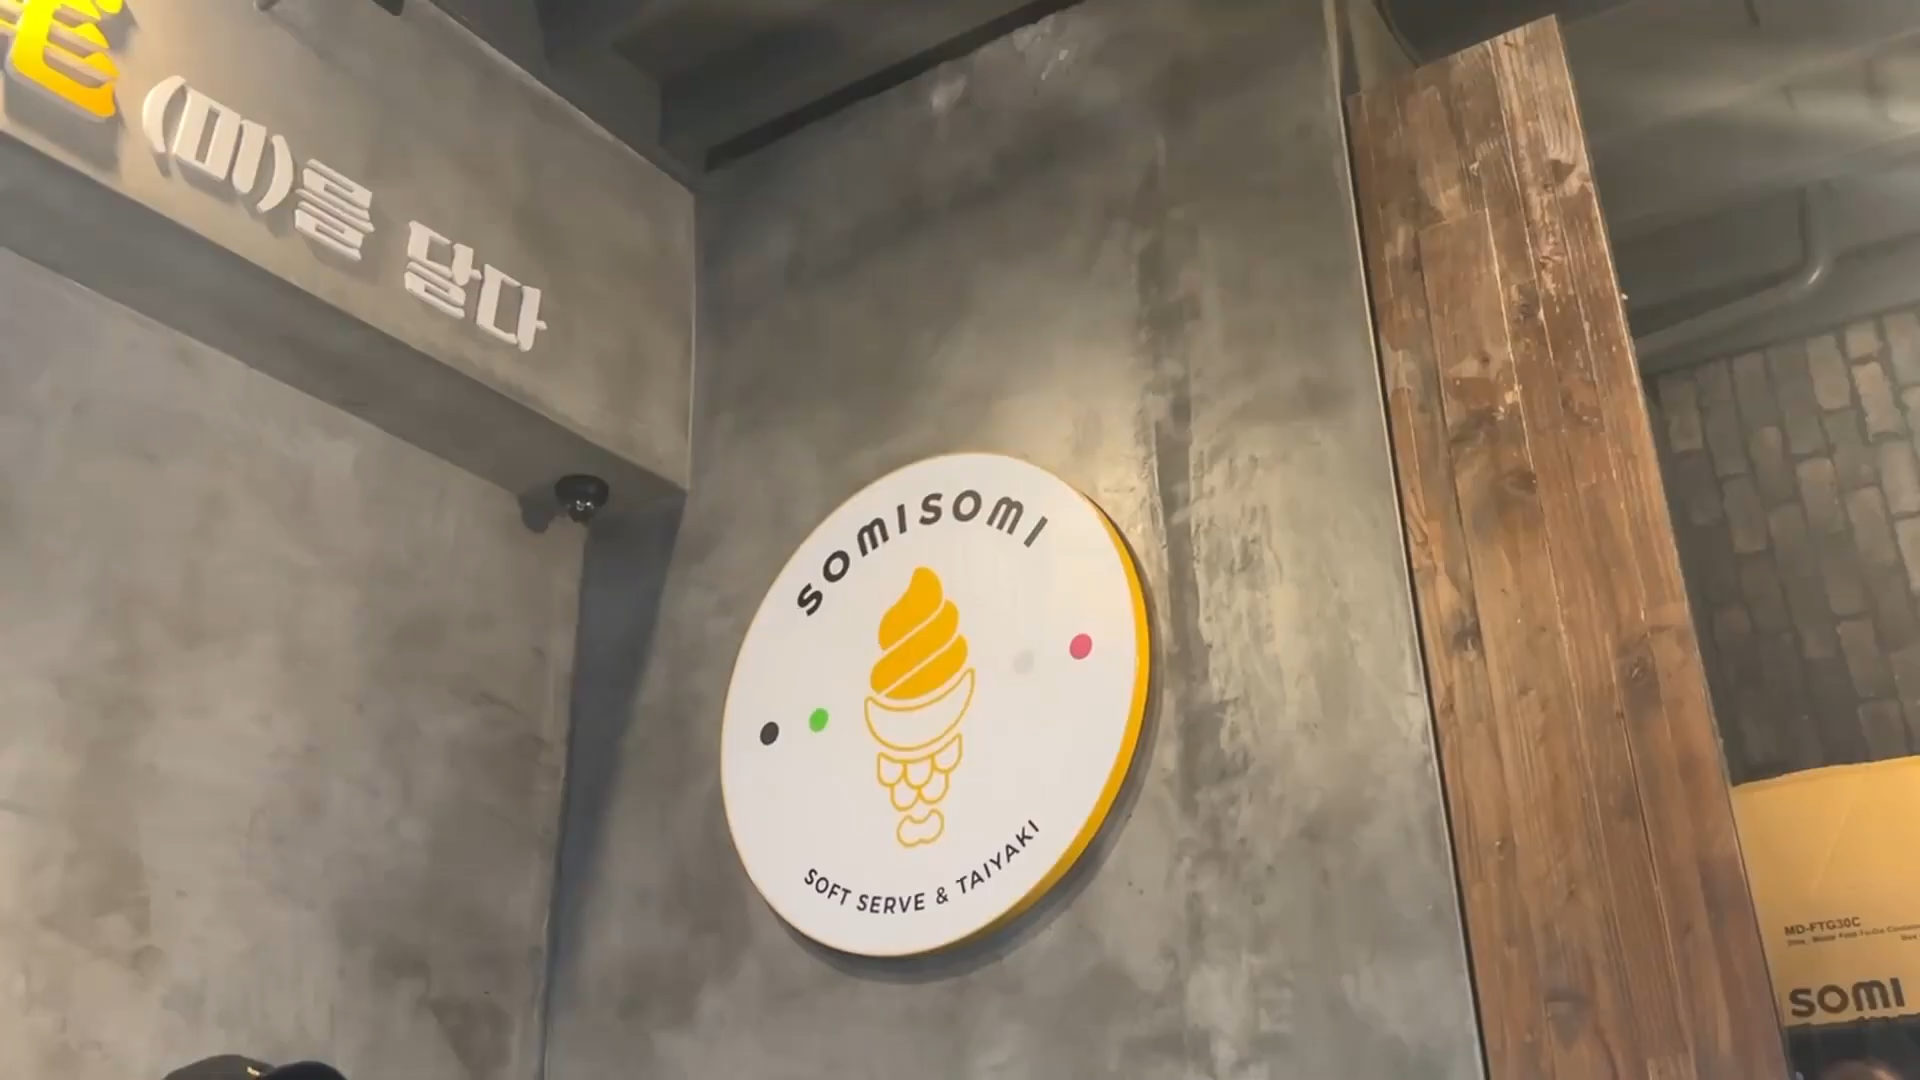 (미)를 담다
SOMISOMI
SOFT SERVE & TAIYAKI
MD-FTG30C
SOMI